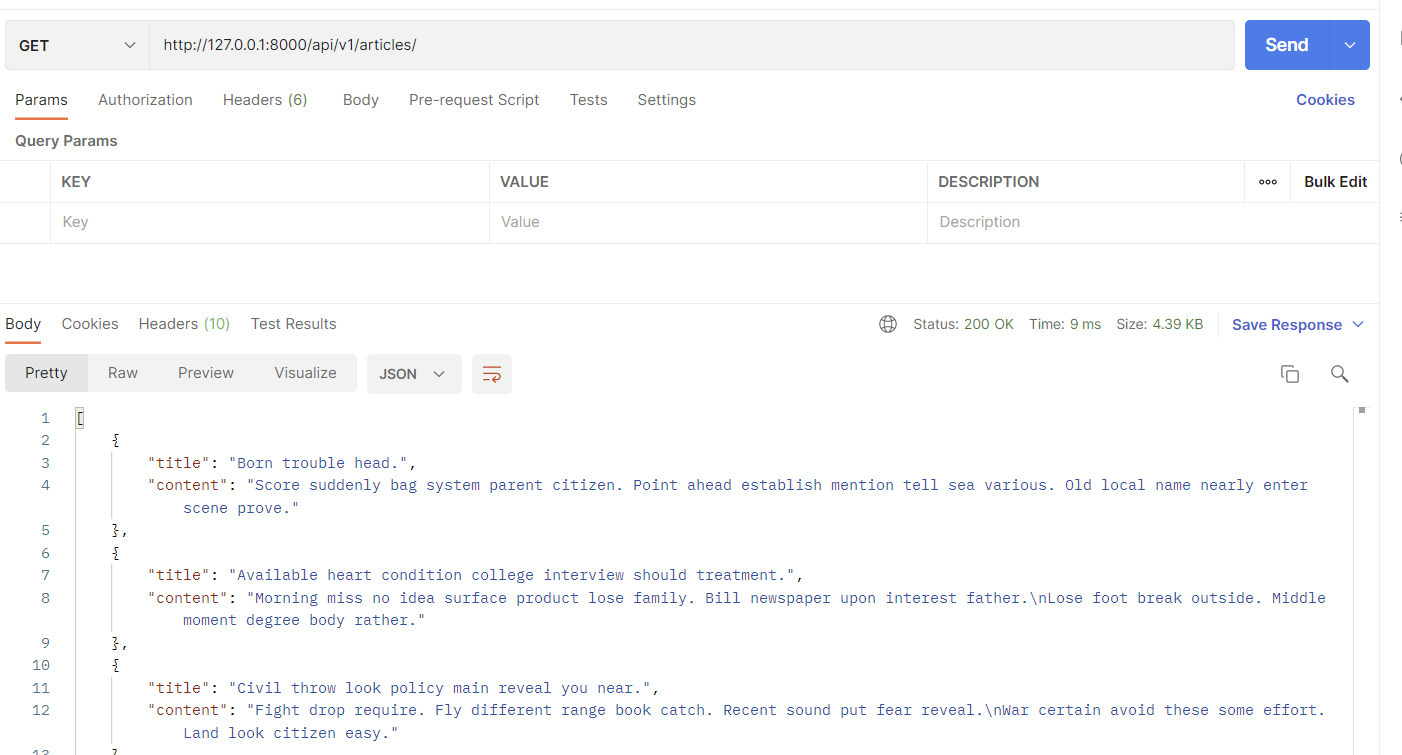 GET http://127.0.0.1:8000/api/v1/articles/ Send
Params Authorization Headers (6) Body Pre-request Script Tests Settings Cookies
Query Params
KEY VALUE DESCRIPTION ooo Bulk Edit
Key Value Description
Body Cookies Headers (10) Test Results Status: 200 OK Time: 9 ms Size: 4.39 KB Save Response
Pretty Raw Preview Visualize JSON
1 [
2 {
3 "title": "Born trouble head.",
4 "content": "Score suddenly bag system parent citizen. Point ahead establish mention tell sea various. Old local name nearly enter
scene prove."
5 },
6 {
7 "title": "Available heart condition college interview should treatment.",
8 "content": "Morning miss no idea surface product lose family. Bill newspaper upon interest father.\nLose foot break outside. Middle
moment degree body rather."
9 },
10 {
11 "title": "Civil throw look policy main reveal you near.",
12 "content": "Fight drop require. Fly different range book catch. Recent sound put fear reveal.\nWar certain avoid these some effort.
Land look citizen easy."
13 }